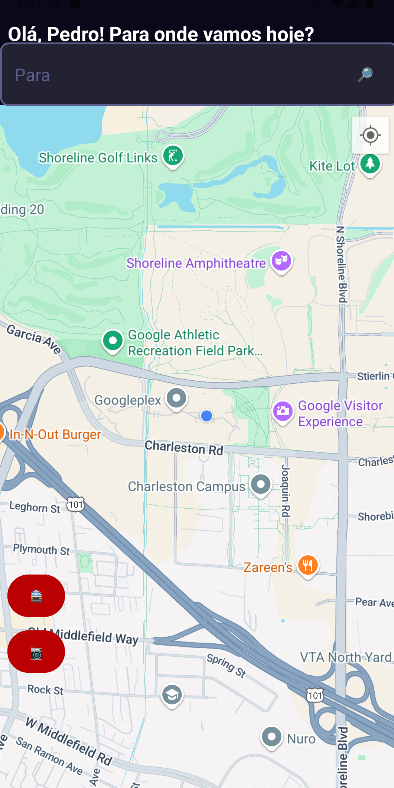 Olá, Pedro! Para onde vamos hoje?
Para
Shoreline Golf Links
Kite Lot
ding 20
N Shoreline Blvd
Shoreline Amphitheatre
Garcia Ave
Google Athletic
Recreation Field Park...
Stierlin C
Googleplex
Google Visitor
Experience
In-N-Out Burger
Charleston Rd
Charles
Charleston Campus
Joaquin Rd
101
Leghorn St
Shorebi
Plymouth St
Zareen's
Pear Ave
Old Middlefield Way
VTA North Yard
Spring St
Rock St
101
W Middlefield Rd
Nuro
San Ramon Ave
Ave
oreline Blvd